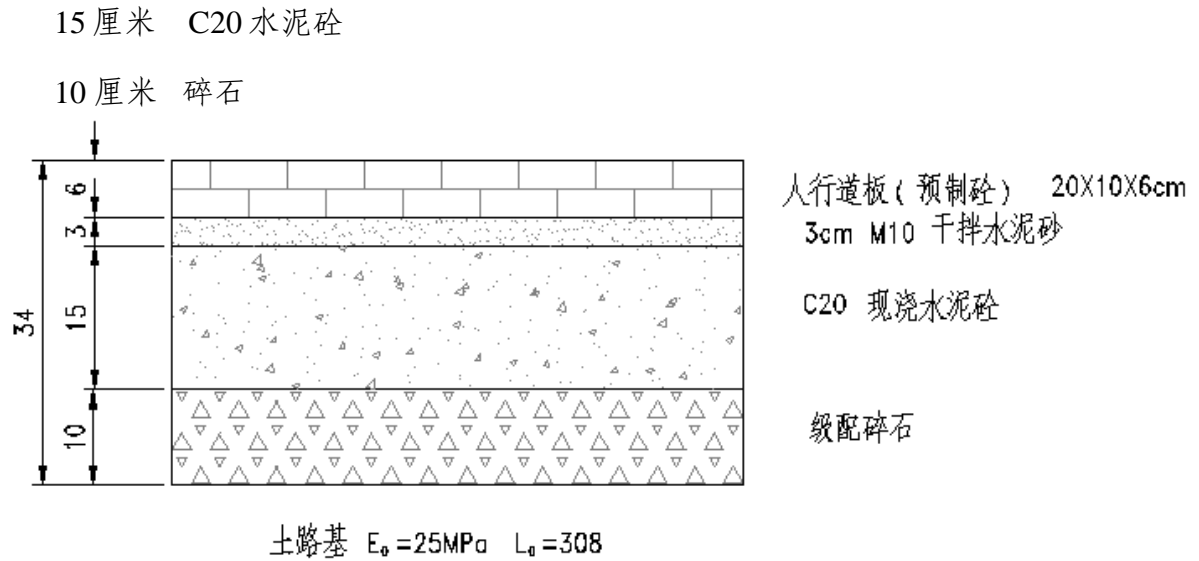 15 厘米 C20 水泥砼
10 厘米 碎石
人行道板(预制砼) 20X10X6cm
3cm M10 干拌水泥砂
C20 现浇水泥砼
级配碎石
34
6
3
15
10
土路基 E₀=25MPa L₀=308